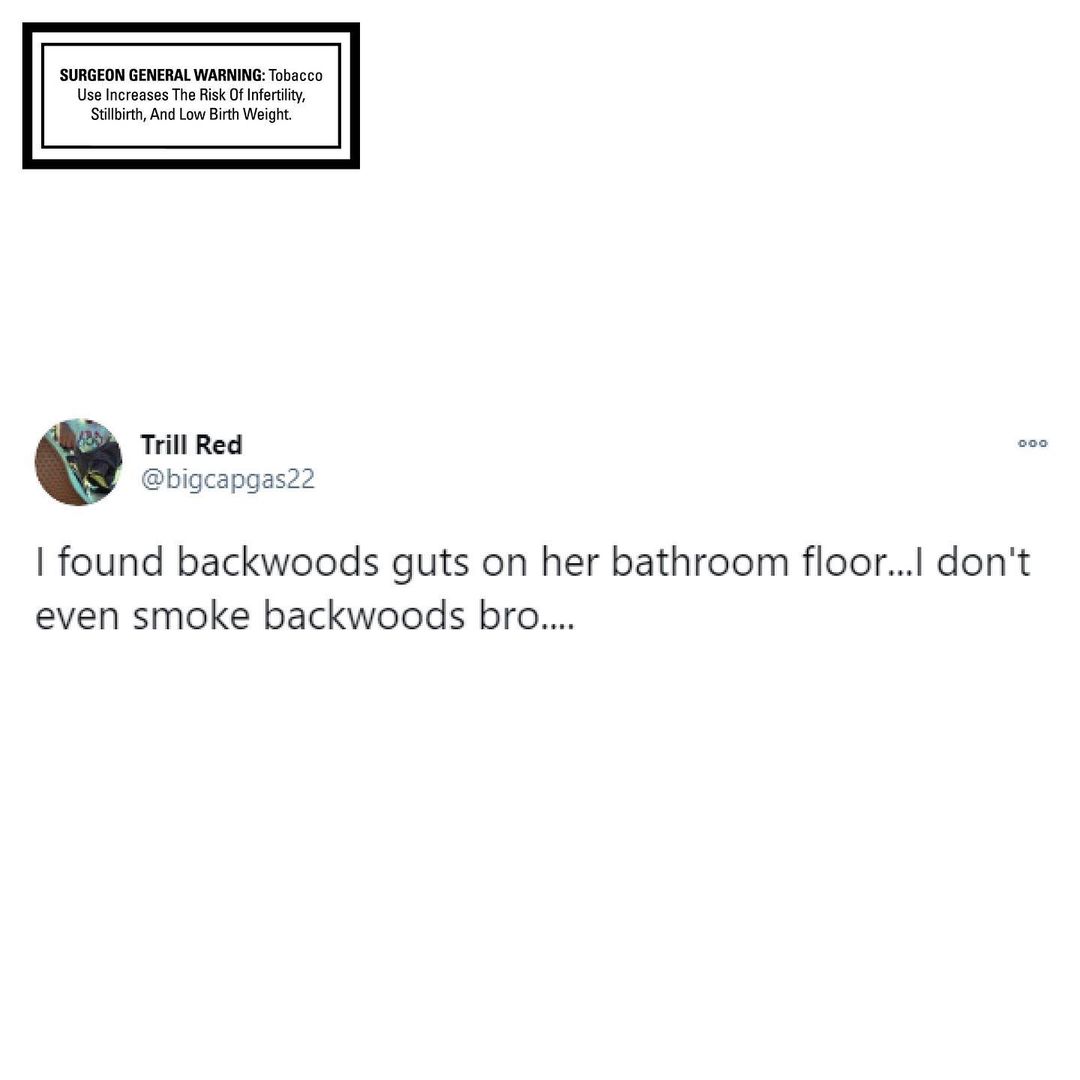 SURGEON GENERAL WARNING: Tobacco
Use Increases The Risk Of Infertility,
Stillbirth, And Low Birth Weight.
Trill Red
@bigcapgas22
I found backwoods guts on her bathroom floor...I don't
even smoke backwoods bro....